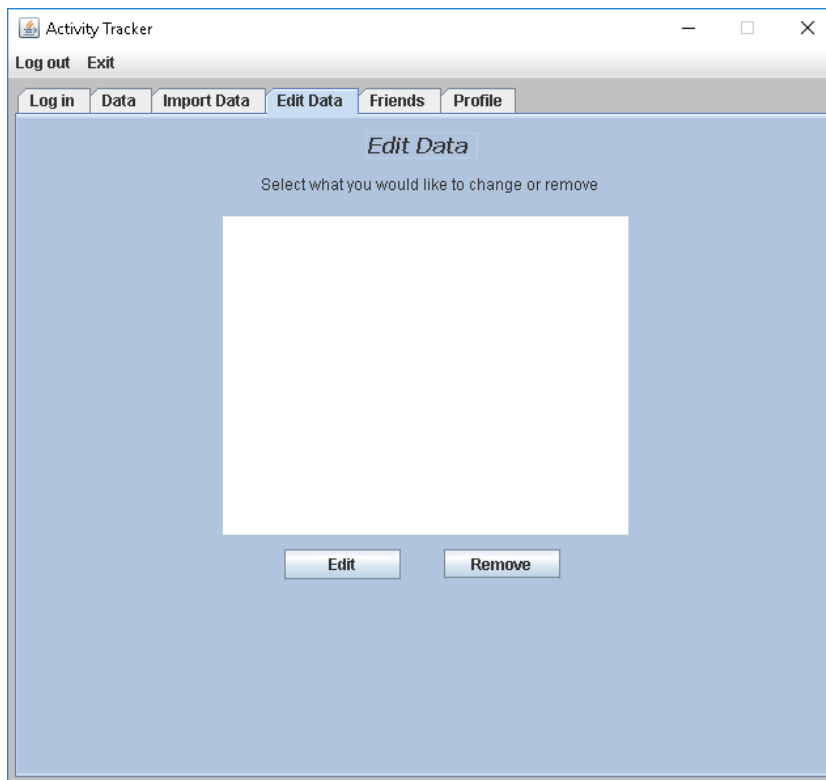 Activity Tracker
Log out Exit
Log in Data Import Data Edit Data Friends Profile
Edit Data
Select what you would like to change or remove
Edit Remove